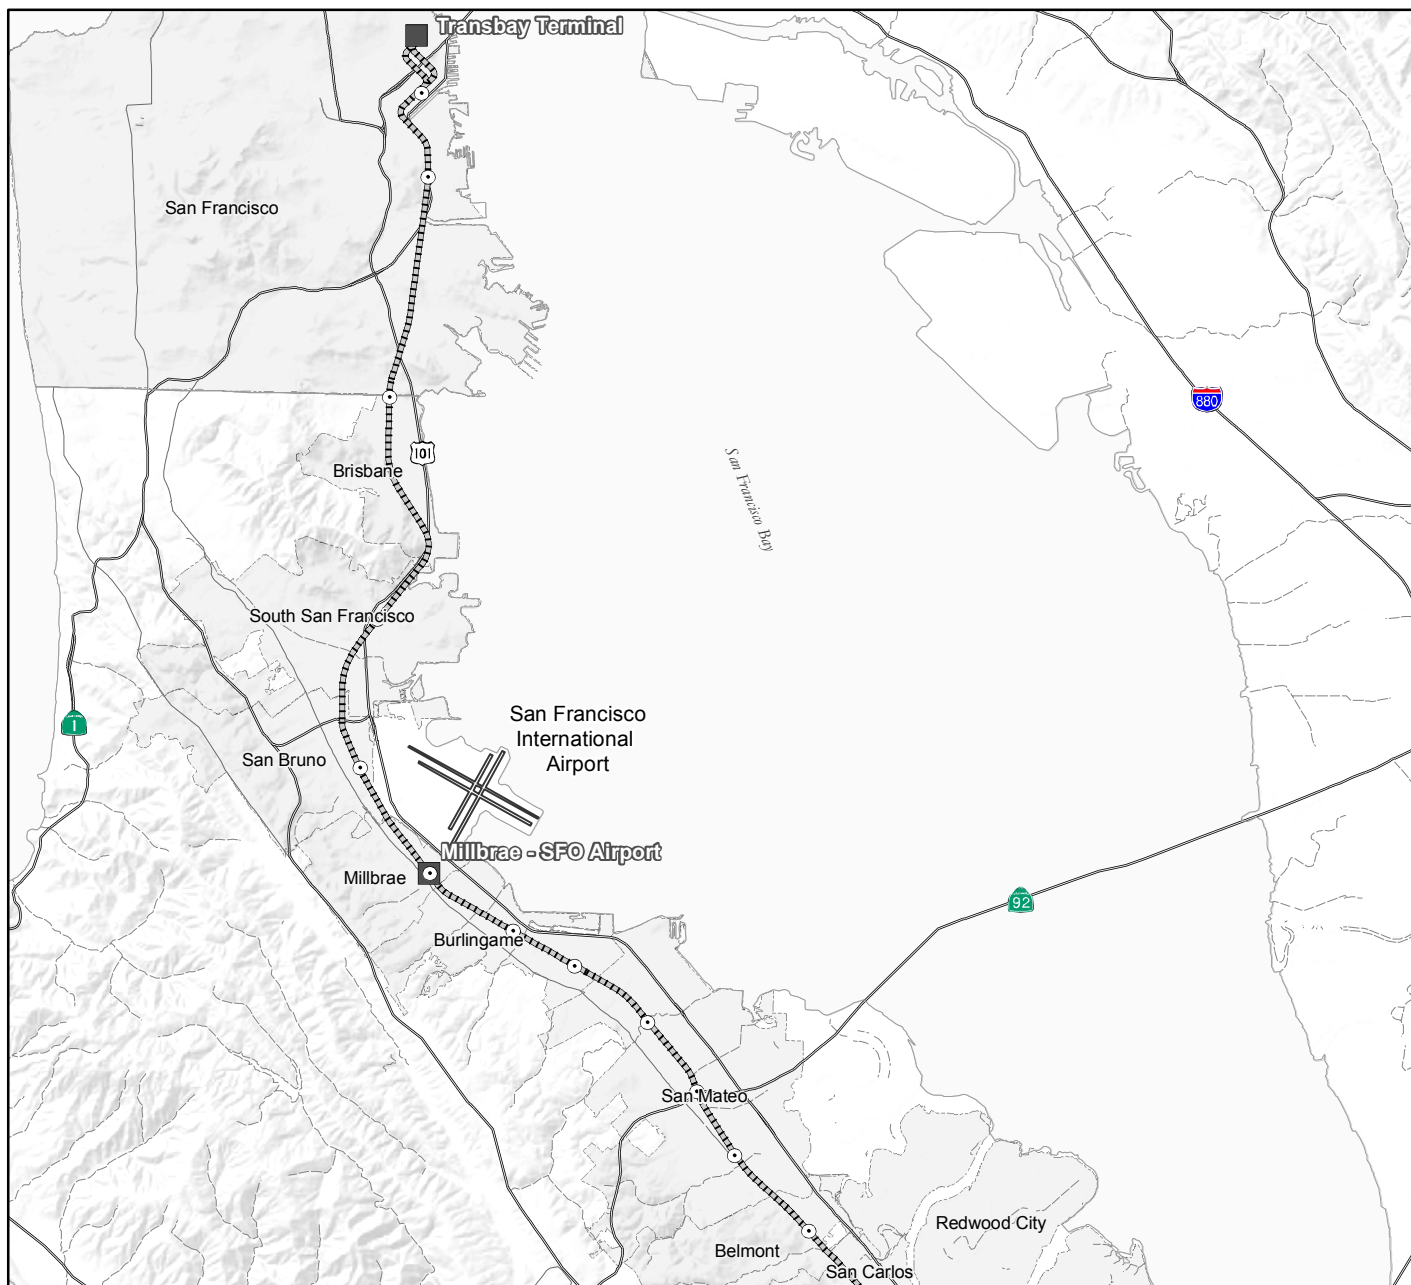 Transbay Terminal
San Francisco
880
101
Brisbane
San Francisco Bay
South San Francisco
San Francisco
International
Airport
1
San Bruno
Millbrae - SFO Airport
Millbrae
92
Burlingame
San Mateo
Redwood City
Belmont
San Carlos